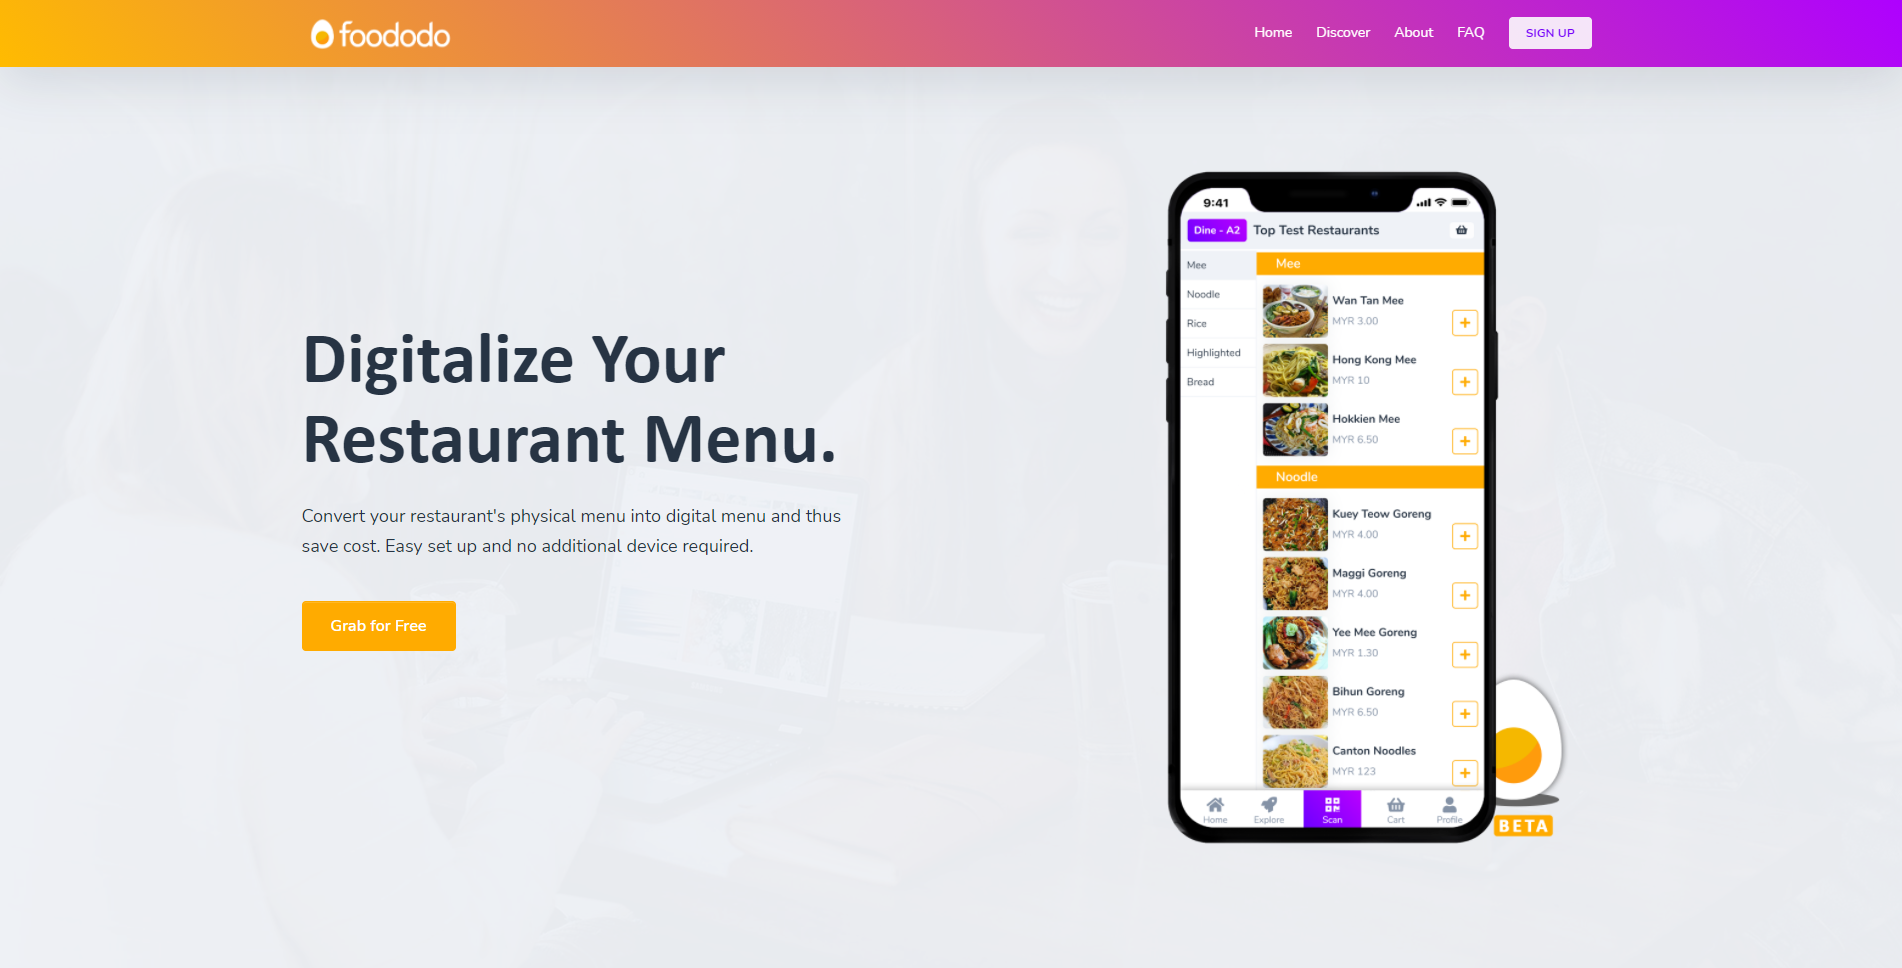 foododo
Home Discover About FAQ SIGN UP
Digitalize Your
Restaurant Menu.
Convert your restaurant's physical menu into digital menu and thus
save cost. Easy set up and no additional device required.
Grab for Free
9:41
Dine - A2 Top Test Restaurants
Mee
Noodle
Rice
Highlighted
Bread
Mee
Wan Tan Mee
MYR 3.00
Hong Kong Mee
MYR 10
Hokkien Mee
MYR 6.50
Noodle
Kuey Teow Goreng
MYR 4.00
Maggi Goreng
MYR 4.00
Yee Mee Goreng
MYR 1.30
Bihun Goreng
MYR 6.50
Canton Noodles
MYR 123
Home Explore Scan Cart Profile
BETA